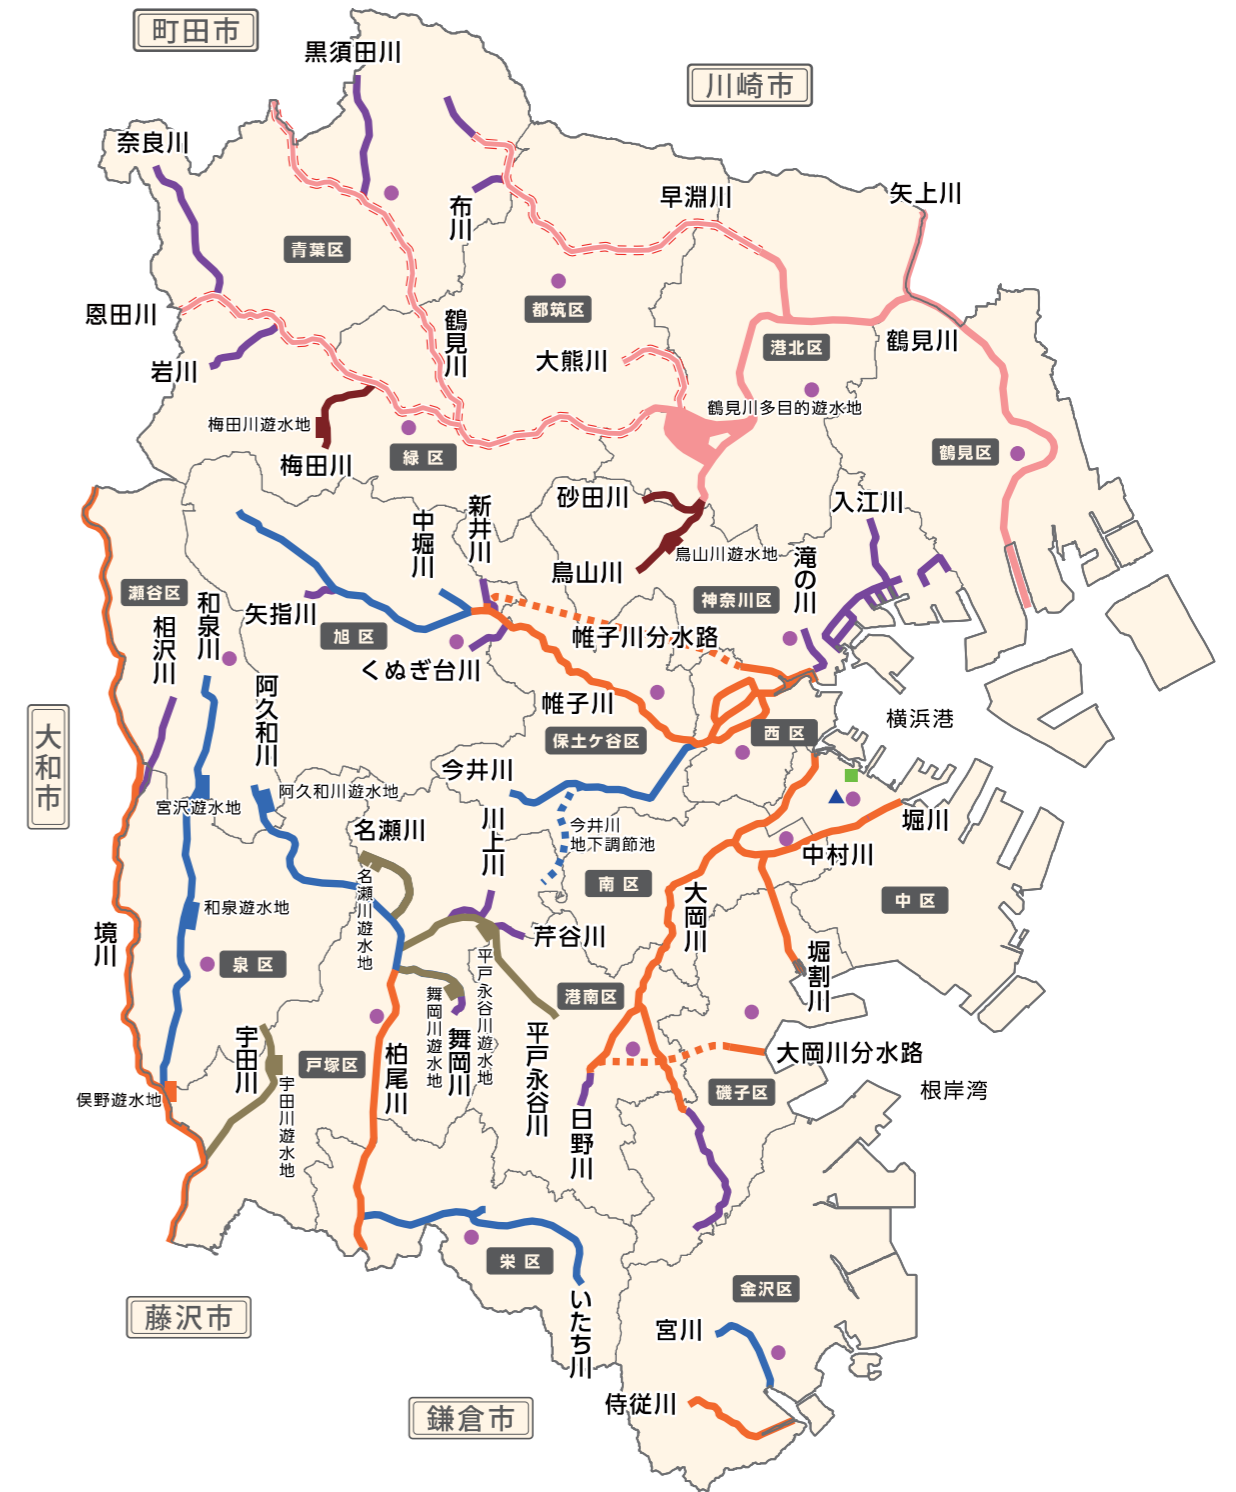 町田市
黒須田川
川崎市
奈良川
布川
早淵川
矢上川
青葉区
都筑区
恩田川
鶴見川
港北区
鶴見川
岩川
大熊川
鶴見川多目的遊水地
梅田川遊水地
緑 区
鶴見区
梅田川
砂田川
入江川
新井川
中堀川
鳥山川遊水地
滝の川
鳥山川
瀬谷区
和泉川
神奈川区
相沢川
矢指川
旭 区
帷子川分水路
くぬぎ台川
阿久和川
帷子川
大和市
保土ケ谷区
西 区
横浜港
今井川
阿久和川遊水地
宮沢遊水地
川上川
名瀬川
今井川
地下調節池
堀川
中村川
名瀬川遊水地
南 区
大岡川
中 区
和泉遊水地
境川
芹谷川
堀割川
泉 区
平戸永谷川遊水地
舞岡川遊水地
港南区
宇田川
舞岡川
平戸永谷川
戸塚区
柏尾川
大岡川分水路
俣野遊水地
宇田川遊水地
磯子区
根岸湾
日野川
栄 区
いたち川
金沢区
藤沢市
宮川
鎌倉市
侍従川